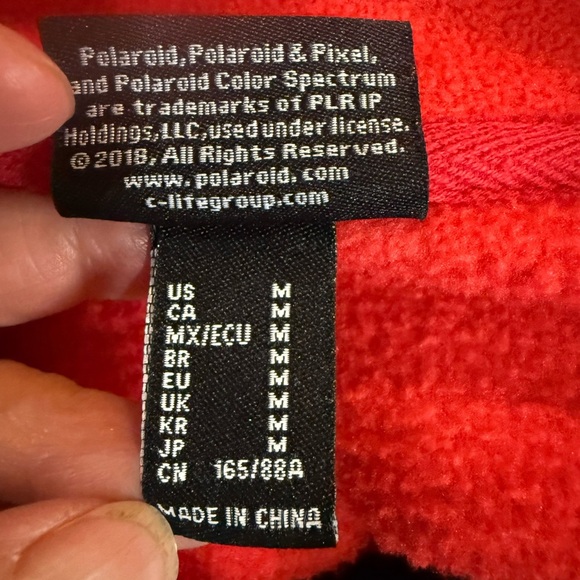 Polaroid, Polaroid & Pixel,
and Polaroid Color Spectrum
are trademarks of PLR IP
Holdings, LLC, used under license.
© 2018, All Rights Reserved.
www.polaroid.com
c-lifegroup.com
US M
CA M
MX/ECU M
BR M
EU M
UK M
KR M
JP M
CN 165/88A
MADE IN CHINA